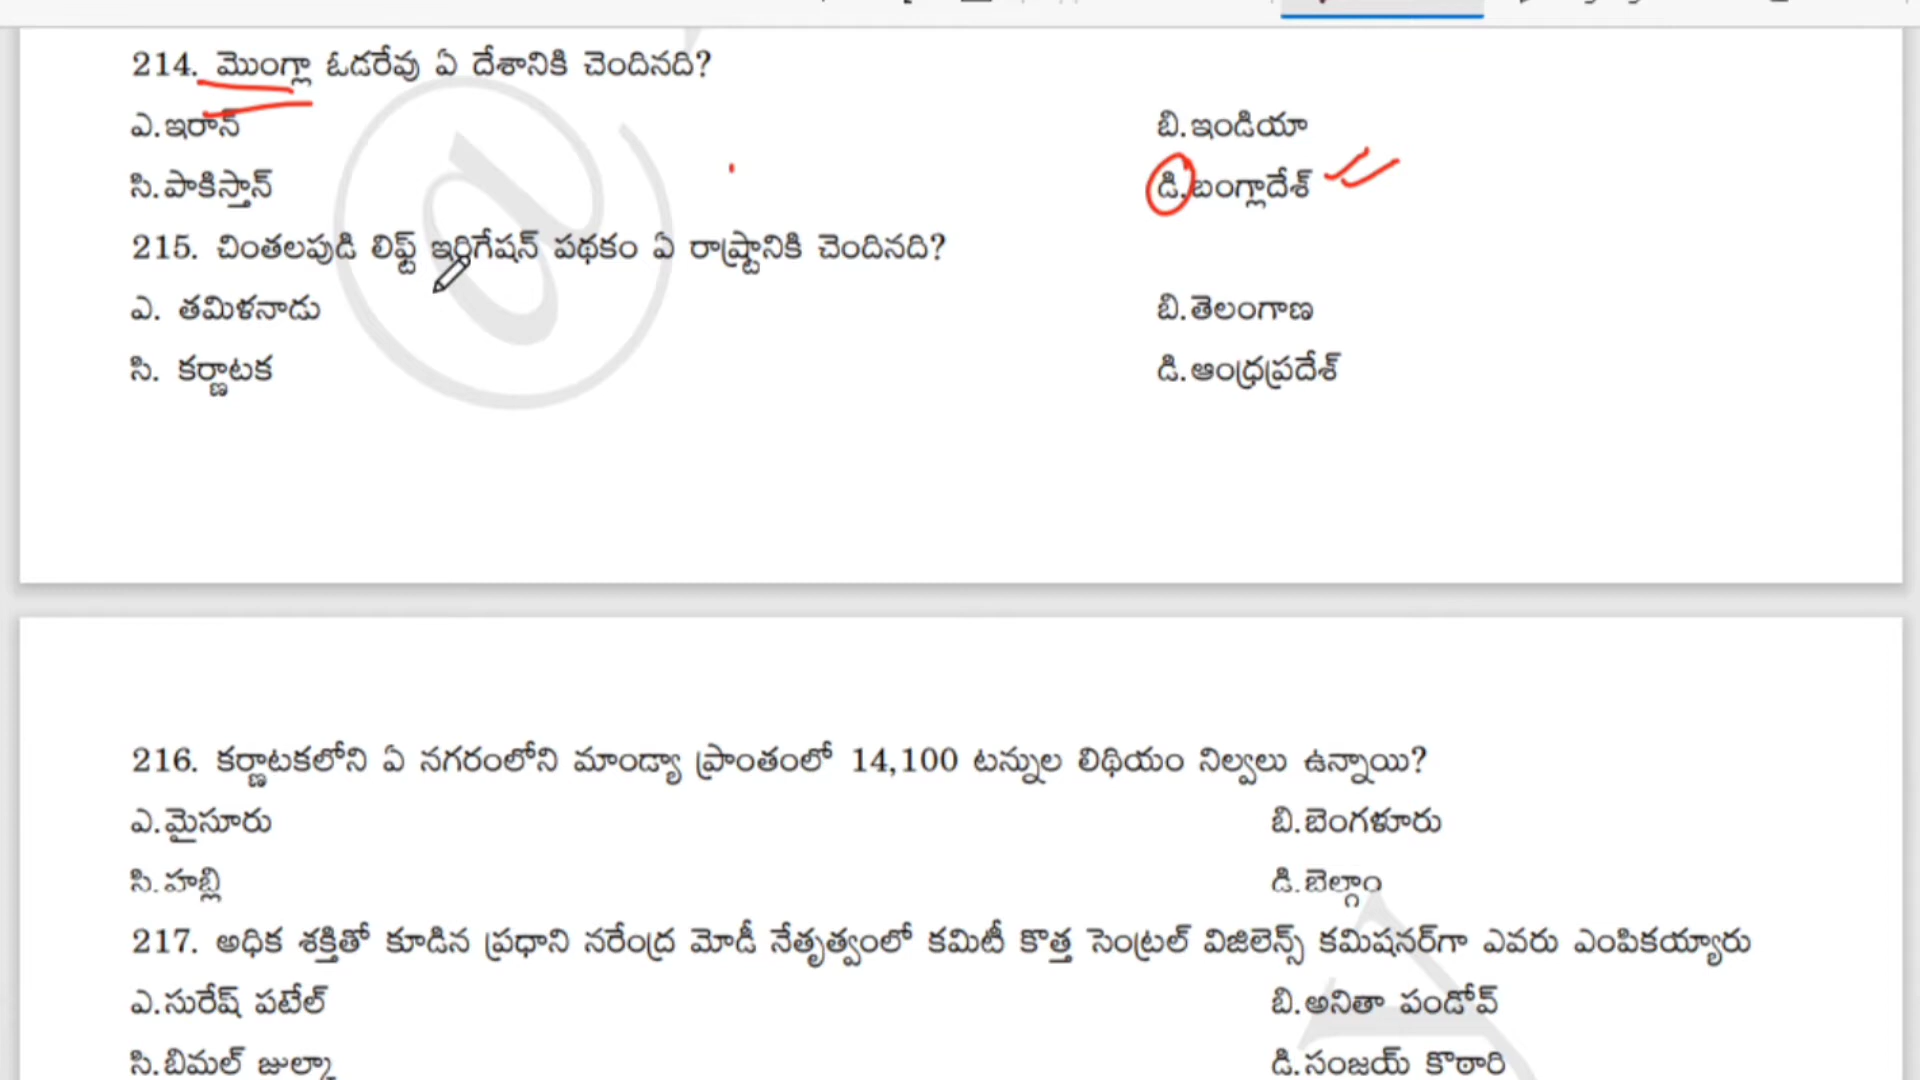 214. మొంగ్లా ఓడరేవు ఏ దేశానికి చెందినది?
ఎ.ఇరాన్ బి.ఇండియా
సి.పాకిస్తాన్ డి.బంగ్లాదేశ్
215. చింతలపుడి లిఫ్ట్ ఇర్రిగేషన్ పథకం ఏ రాష్ట్రానికి చెందినది?
ఎ. తమిళనాడు బి.తెలంగాణ
సి. కర్ణాటక డి.ఆంధ్రప్రదేశ్
216. కర్ణాటకలోని ఏ నగరంలోని మాండ్యా ప్రాంతంలో 14,100 టన్నుల లిథియం నిల్వలు ఉన్నాయి?
ఎ.మైసూరు బి.బెంగళూరు
సి.హబ్లి డి.బెల్గాం
217. అధిక శక్తితో కూడిన ప్రధాని నరేంద్ర మోడీ నేతృత్వంలో కమిటీ కొత్త సెంట్రల్ విజిలెన్స్ కమిషనర్‌గా ఎవరు ఎంపికయ్యారు
ఎ.సురేష్ పటేల్ బి.అనితా పండోవ్
సి.బిమల్ జుల్కా డి.సంజయ్ కొఠారి